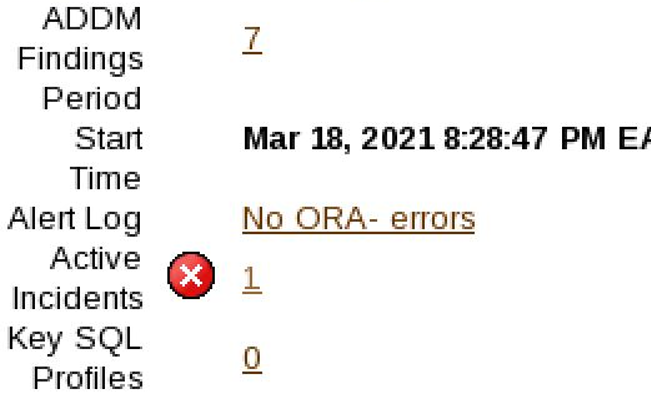 ADDM
Findings
7
Period
Start
Time
Mar 18, 2021 8:28:47 PM
Alert Log
No ORA- errors
Active
Incidents
1
Key SQL
Profiles
0